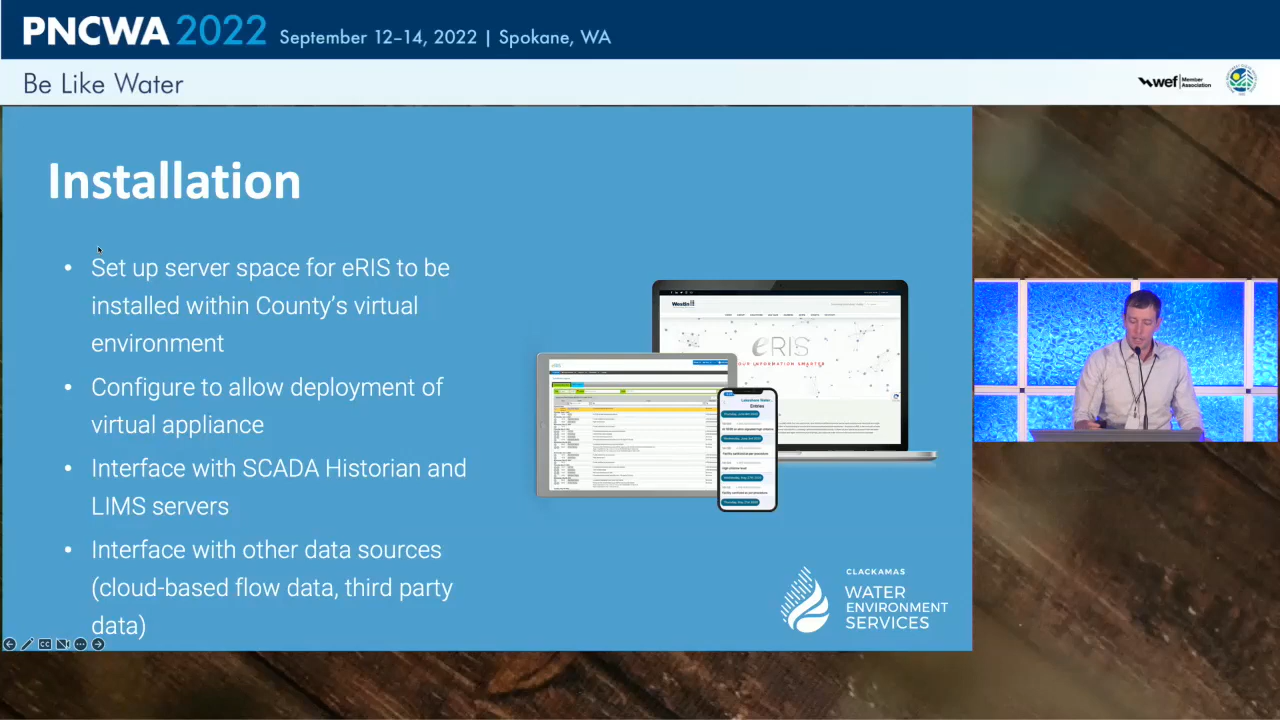 PNCWA 2022 September 12–14, 2022 | Spokane, WA
Be Like Water
wef Member
Association
Installation
• Set up server space for eRIS to be
installed within County’s virtual
environment
• Configure to allow deployment of
virtual appliance
• Interface with SCADA Historian and
LIMS servers
• Interface with other data sources
(cloud-based flow data, third party
data)
Westin
eRIS
Entries
CLACKAMAS
WATER
ENVIRONMENT
SERVICES
CC